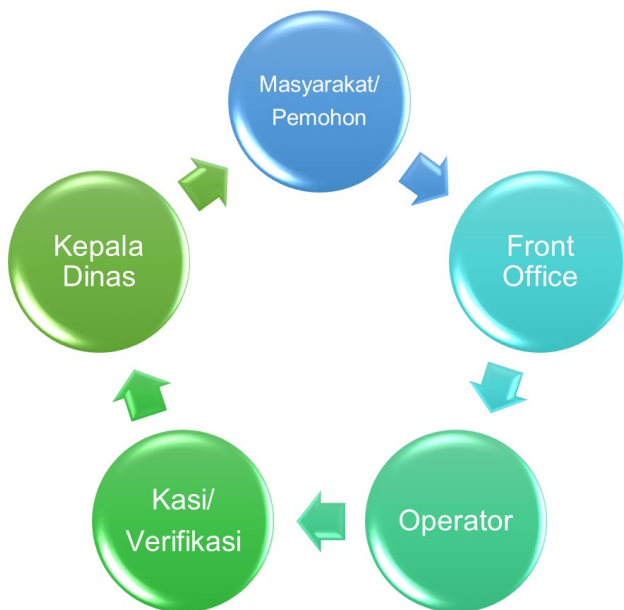 Masyarakat/
Pemohon
Front
Office
Operator
Kasi/
Verifikasi
Kepala
Dinas